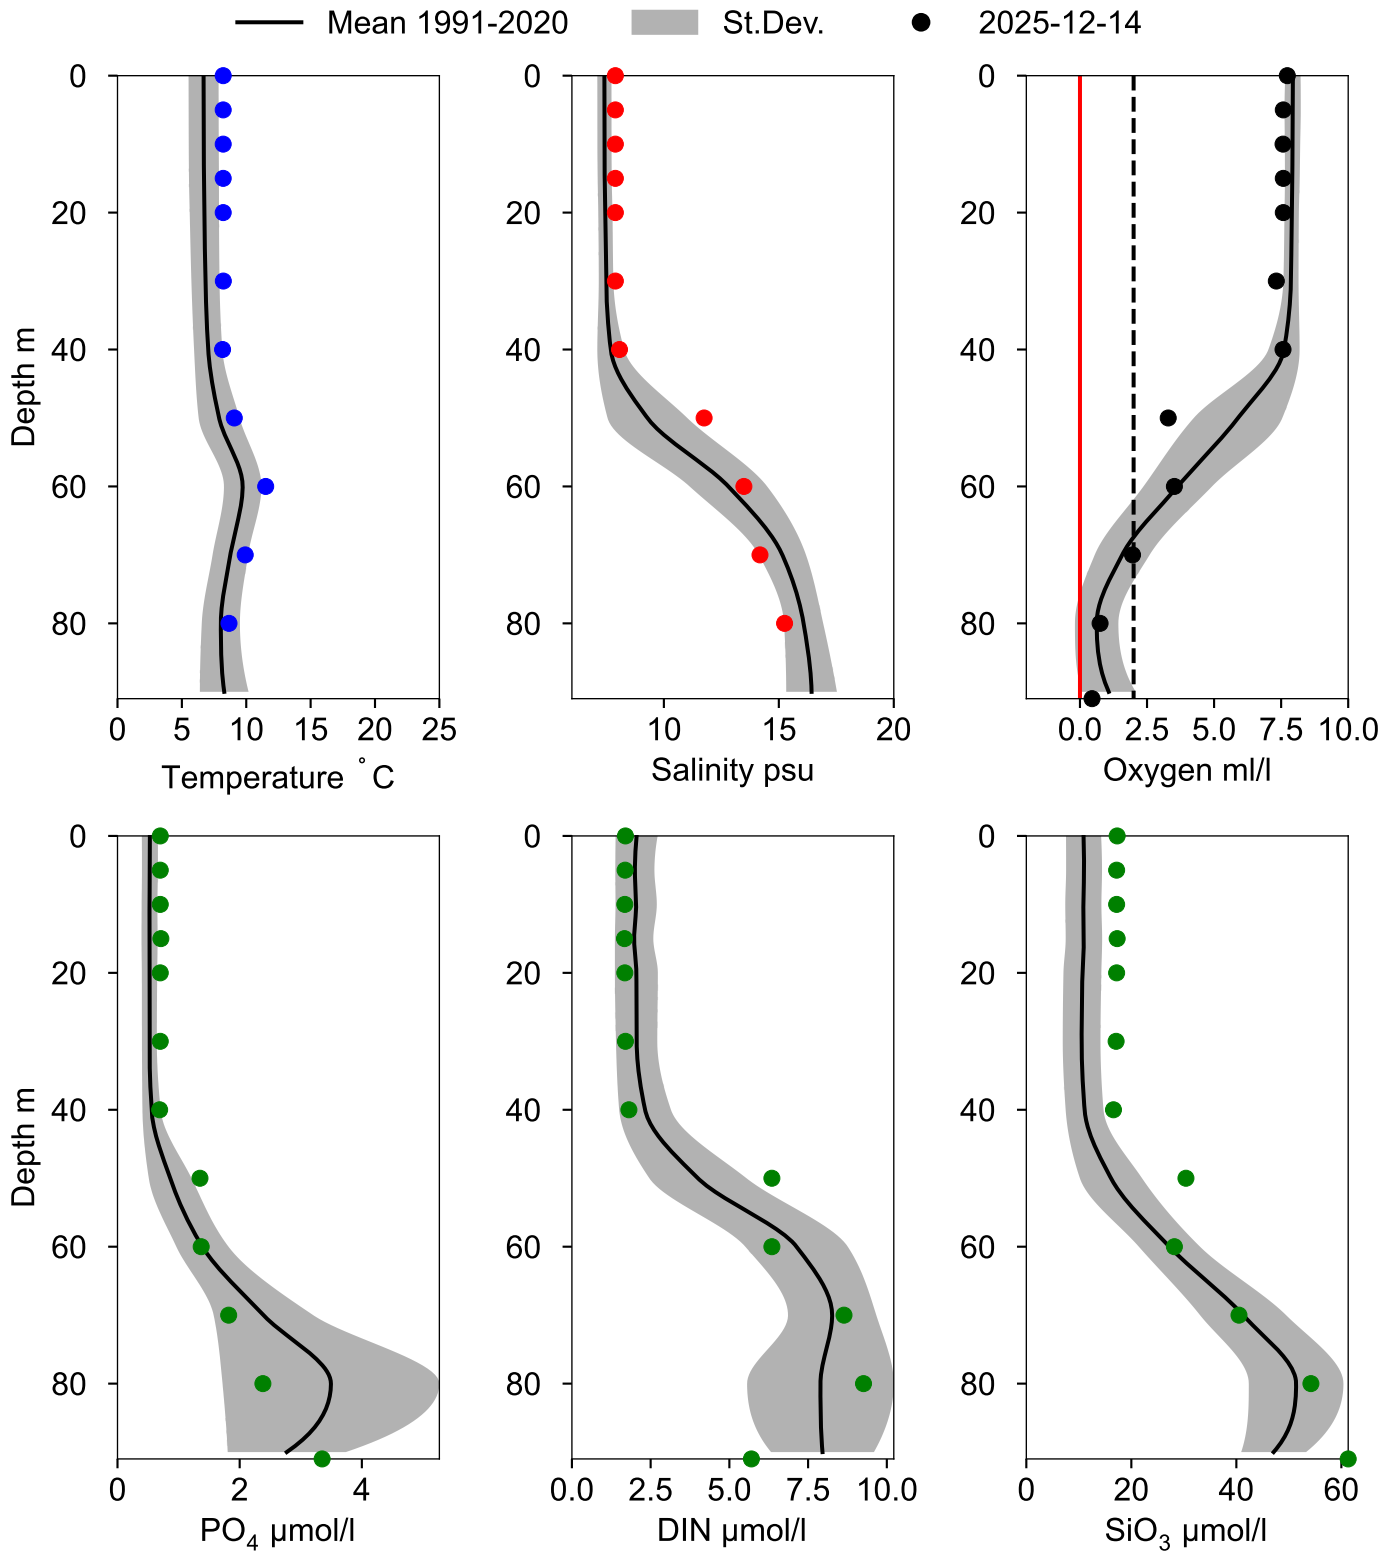 Mean 1991-2020 St.Dev. 2025-12-14
0 0 0
20 20 20
40 40 40
60 60 60
80 80 80
Depth m
0 5 10 15 20 25 10 15 20 0.0 2.5 5.0 7.5 10.0
Temperature °C Salinity psu Oxygen ml/l
0 0 0
20 20 20
40 40 40
60 60 60
80 80 80
Depth m
0 2 4 0.0 2.5 5.0 7.5 10.0 0 20 40 60
PO₄ µmol/l DIN µmol/l SiO₃ µmol/l